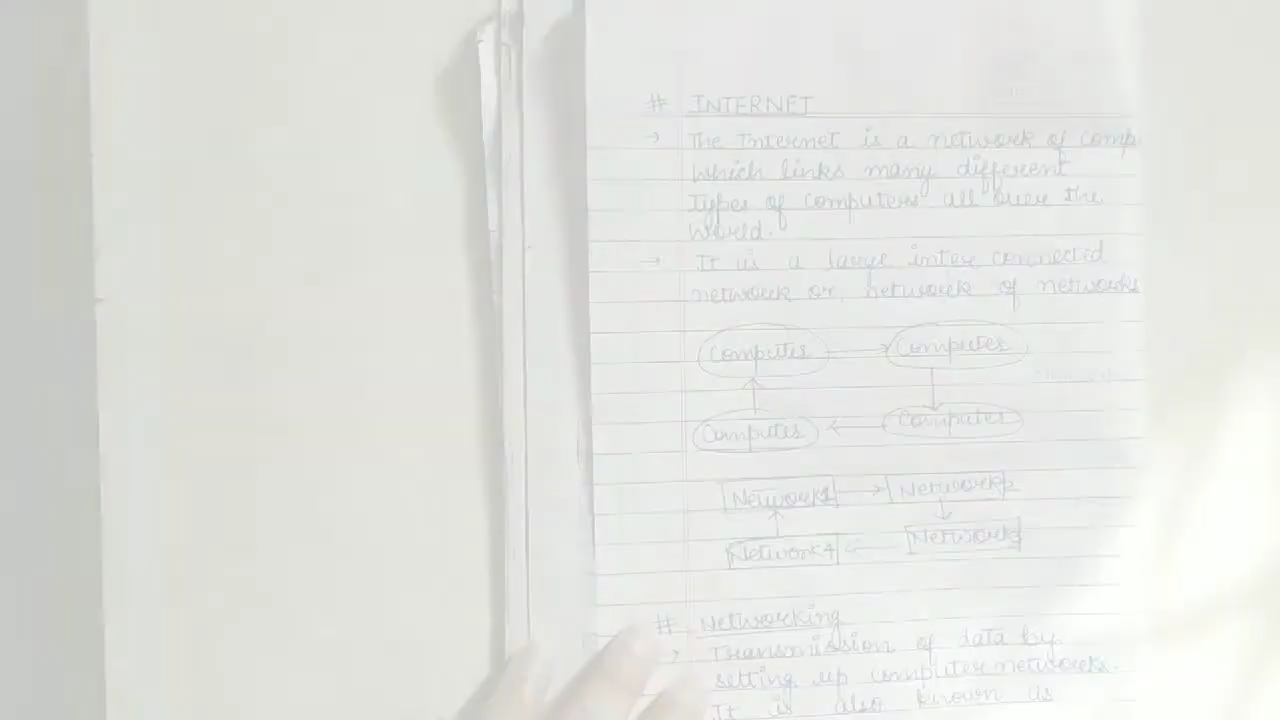 # INTERNET
→ The Internet is a network of comp
which links many different
types of computers all over the
world.
→ It is a large inter connected
network or network of networks
Computer → Computer
Computer ← Computer
Network1 → Network2
Network4 ← Network3
# Networking
→ Transmission of data by
setting up computer networks.
It is also known as